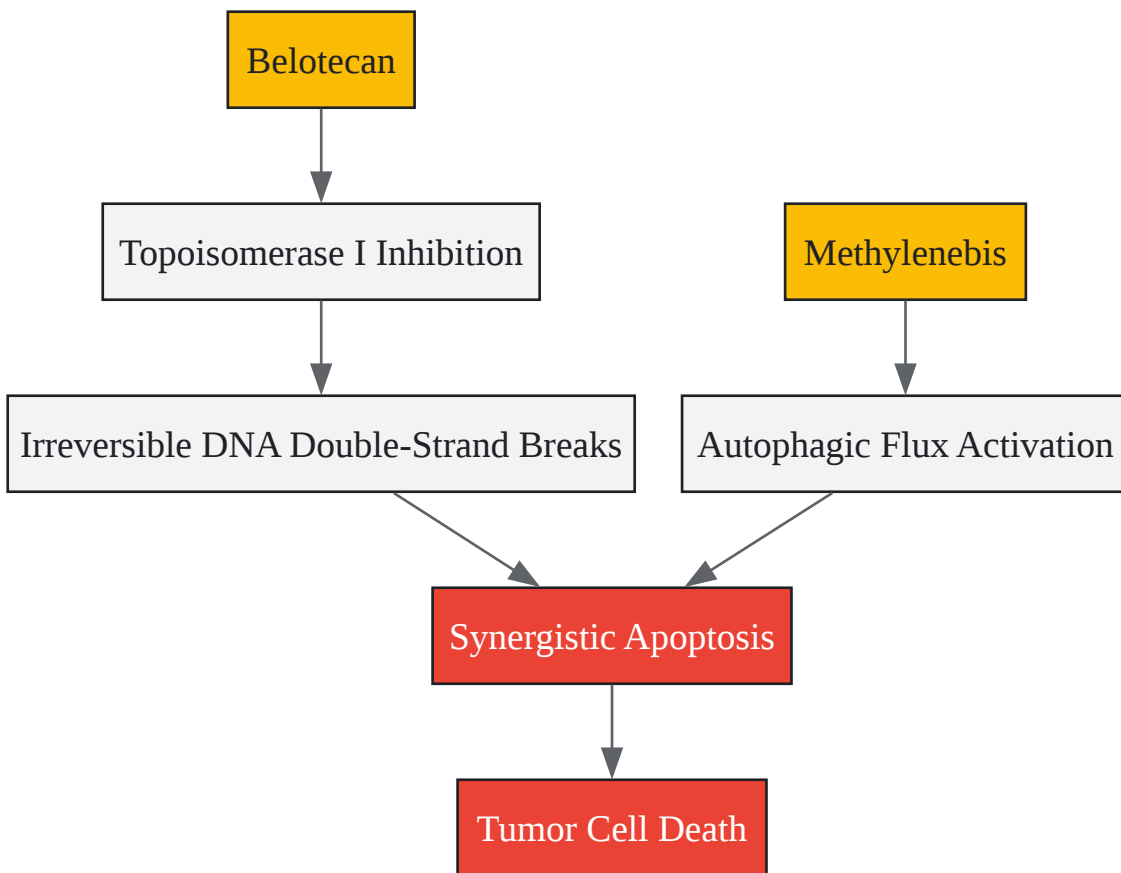 Belotecan
Topoisomerase I Inhibition
Methylenebis
Irreversible DNA Double-Strand Breaks
Autophagic Flux Activation
Synergistic Apoptosis
Tumor Cell Death